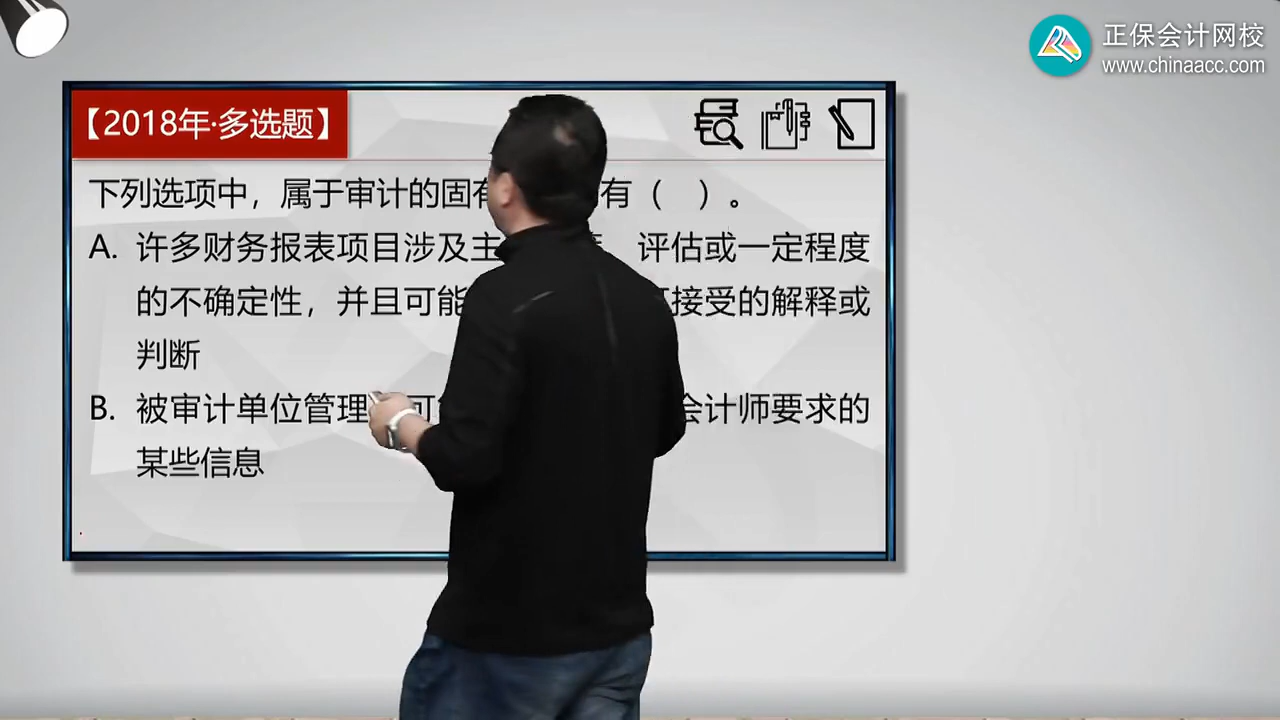 正保会计网校
www.chinaacc.com
【2018年·多选题】
下列选项中，属于审计的固有 有（ ）。
A. 许多财务报表项目涉及主 评估或一定程度
的不确定性，并且可能 接受的解释或
判断
B. 被审计单位管理 可 会计师要求的
某些信息